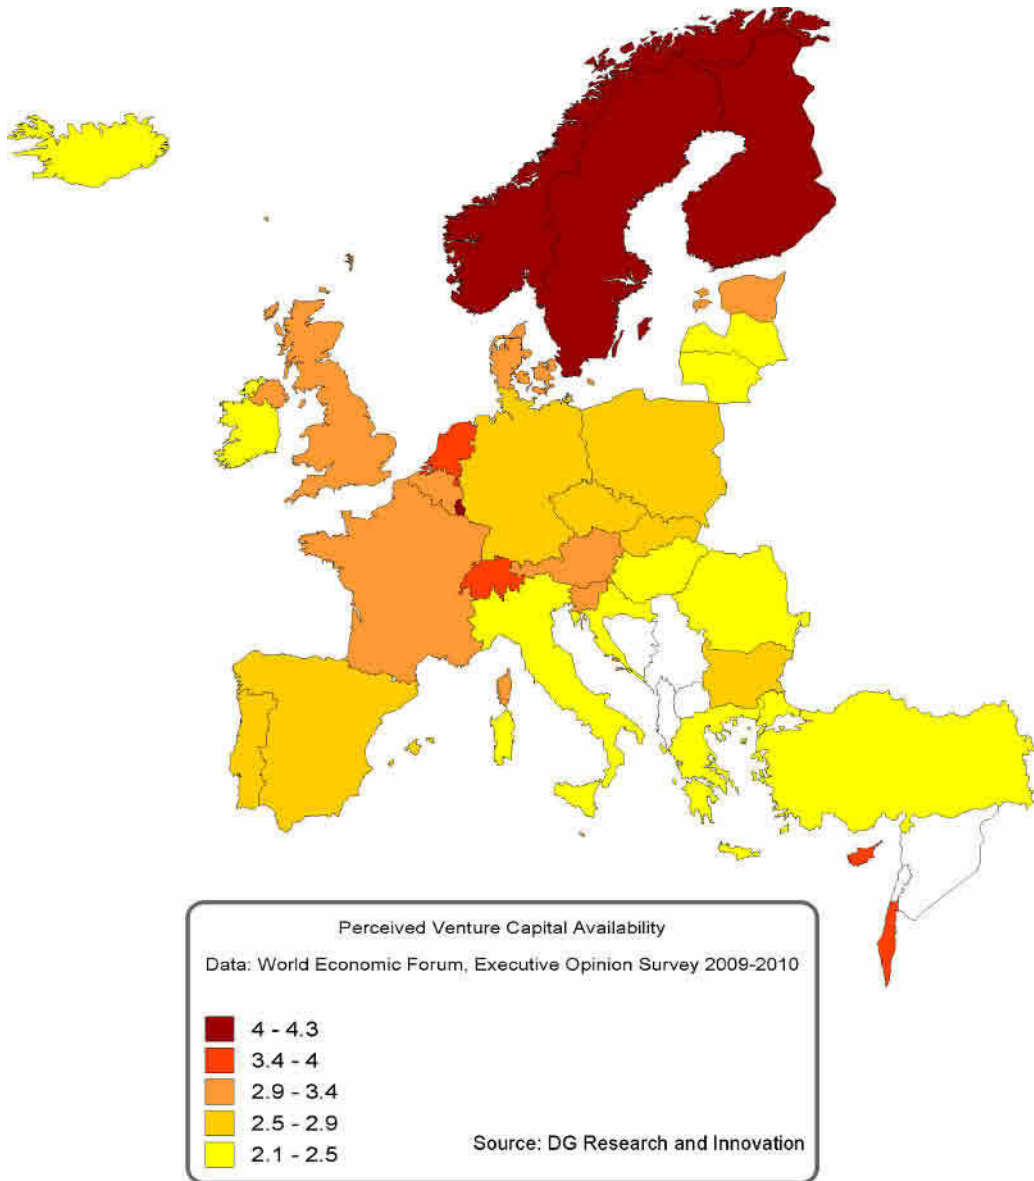 Perceived Venture Capital Availability
Data: World Economic Forum, Executive Opinion Survey 2009-2010
4 - 4.3
3.4 - 4
2.9 - 3.4
2.5 - 2.9
2.1 - 2.5
Source: DG Research and Innovation